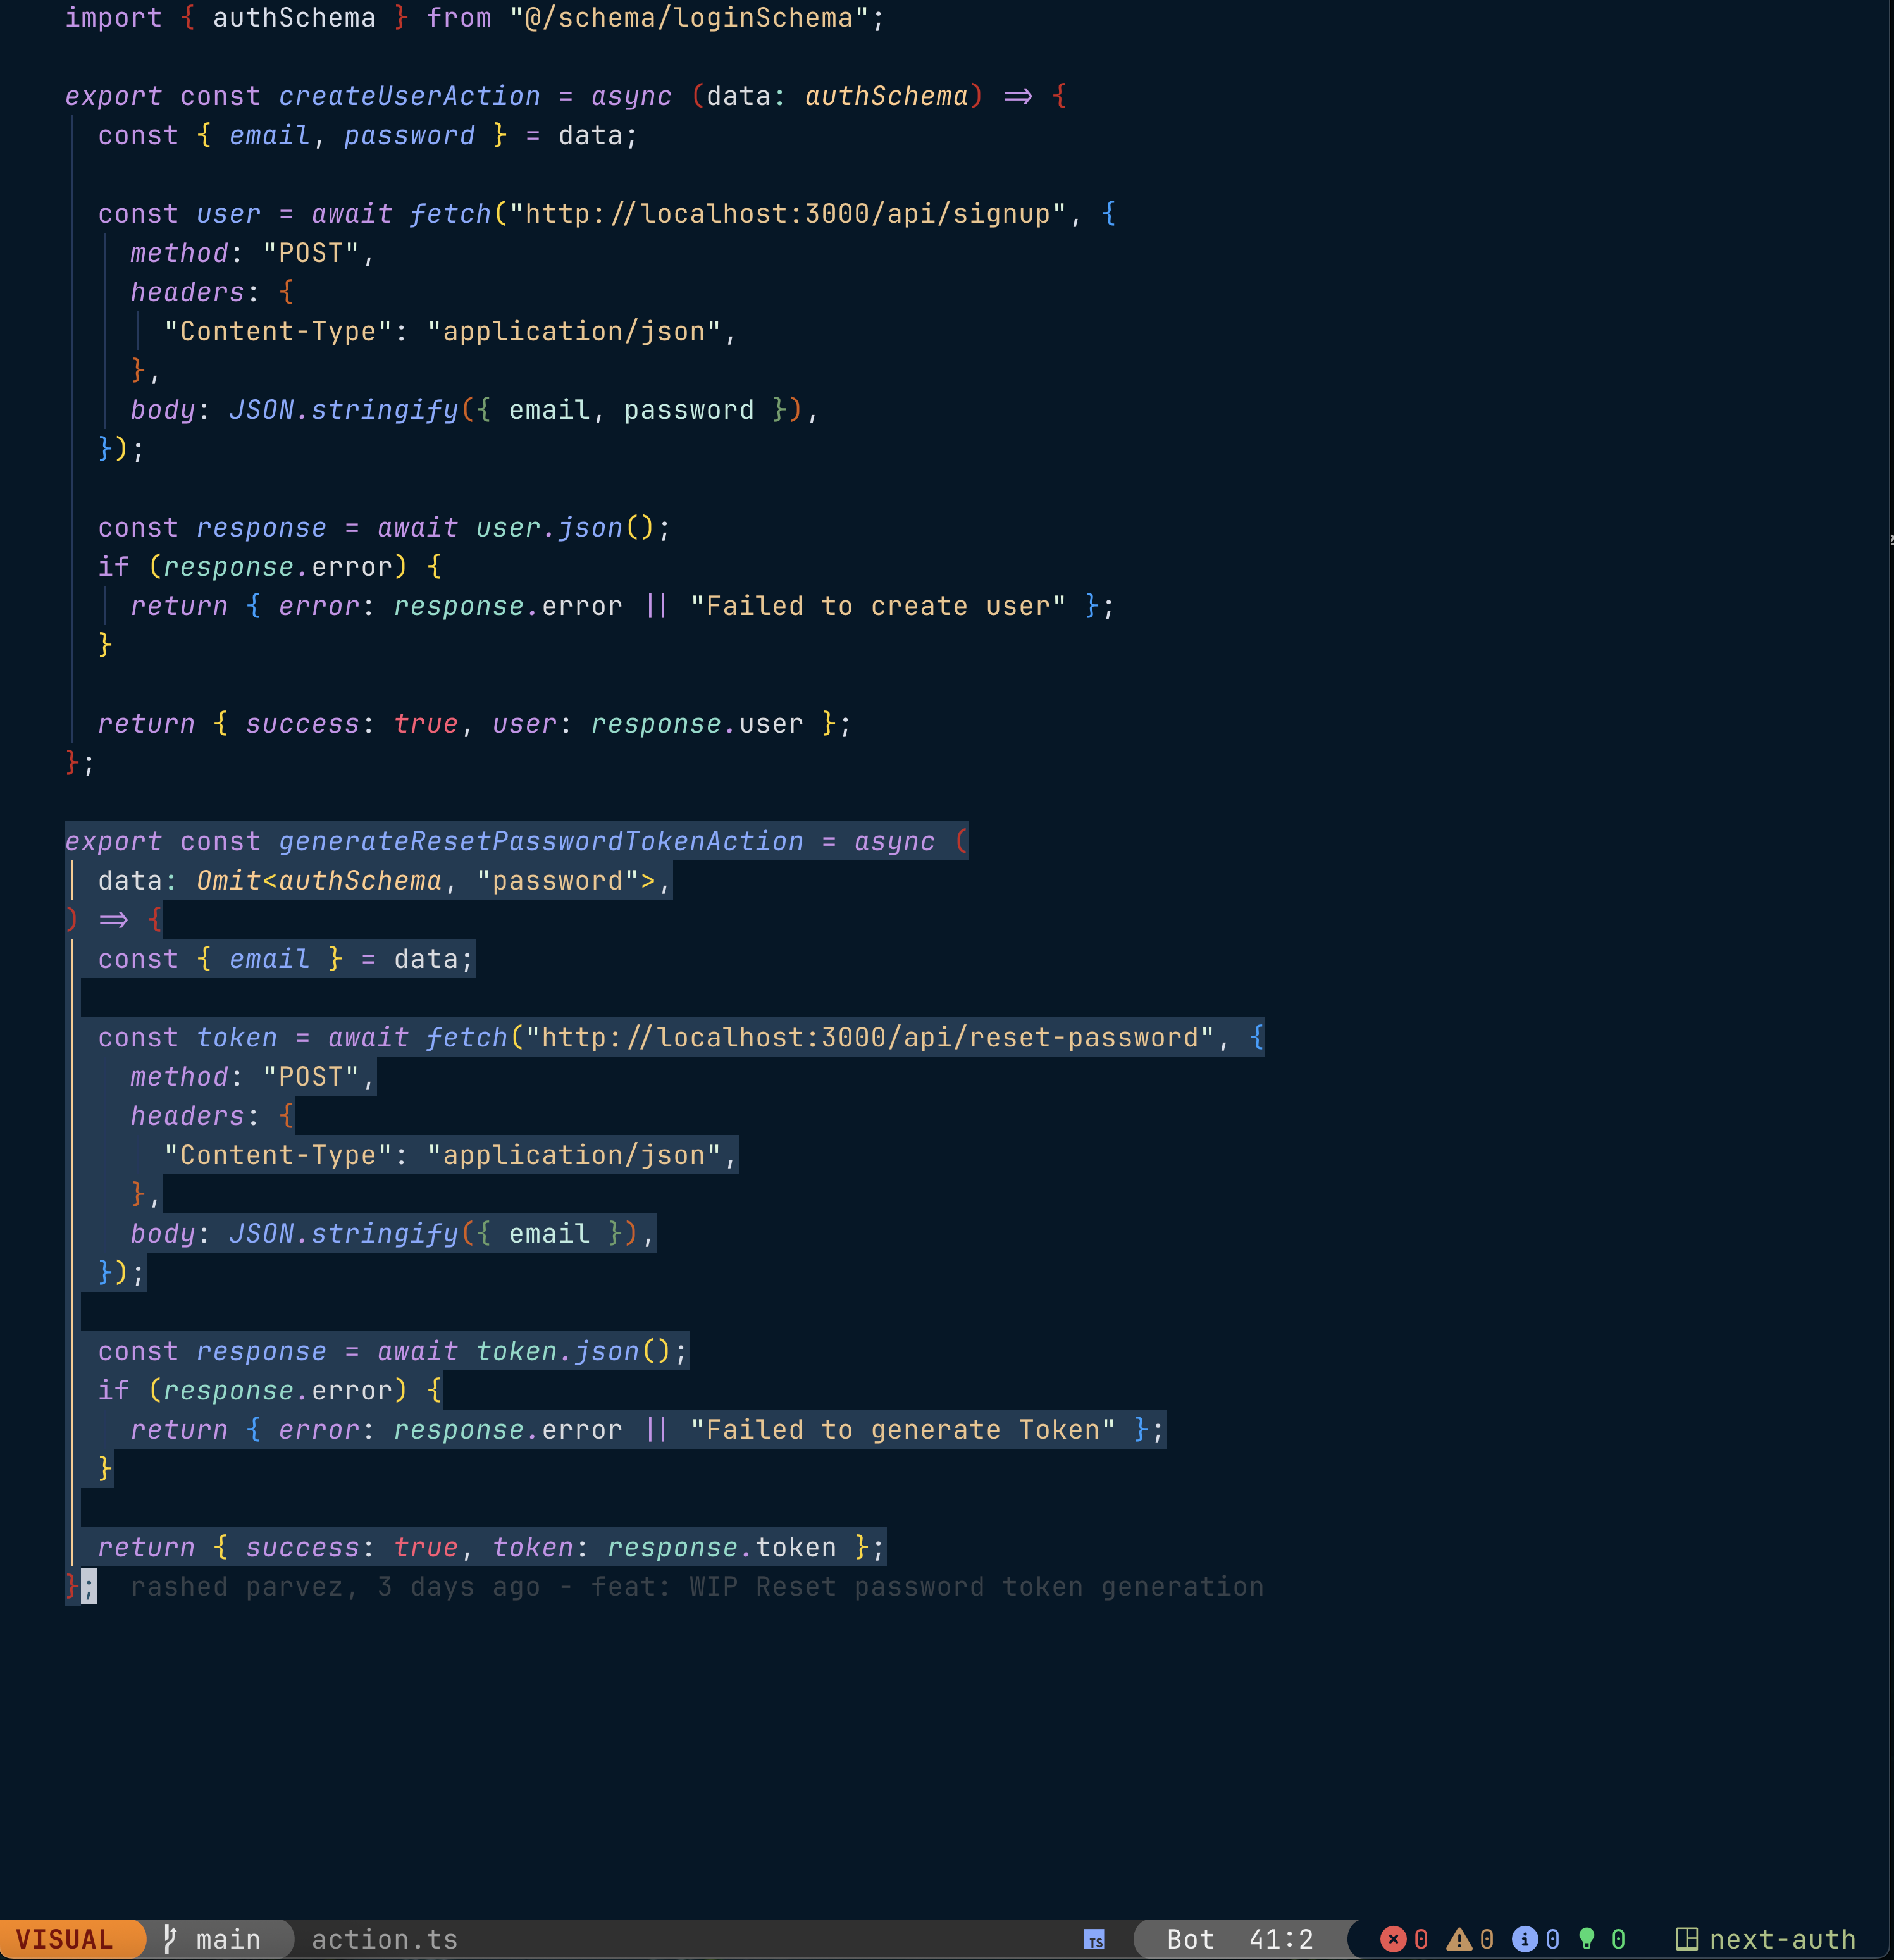 import { authSchema } from "@/schema/loginSchema";
export const createUserAction = async (data: authSchema) => {
const { email, password } = data;
const user = await fetch("http://localhost:3000/api/signup", {
method: "POST",
headers: {
"Content-Type": "application/json",
},
body: JSON.stringify({ email, password }),
});
const response = await user.json();
if (response.error) {
return { error: response.error || "Failed to create user" };
}
return { success: true, user: response.user };
};
export const generateResetPasswordTokenAction = async (
data: Omit<authSchema, "password">,
) => {
const { email } = data;
const token = await fetch("http://localhost:3000/api/reset-password", {
method: "POST",
headers: {
"Content-Type": "application/json",
},
body: JSON.stringify({ email }),
});
const response = await token.json();
if (response.error) {
return { error: response.error || "Failed to generate Token" };
}
return { success: true, token: response.token };
}; rashed parvez, 3 days ago - feat: WIP Reset password token generation
VISUAL main action.ts TS Bot 41:2 0 0 0 0 next-auth